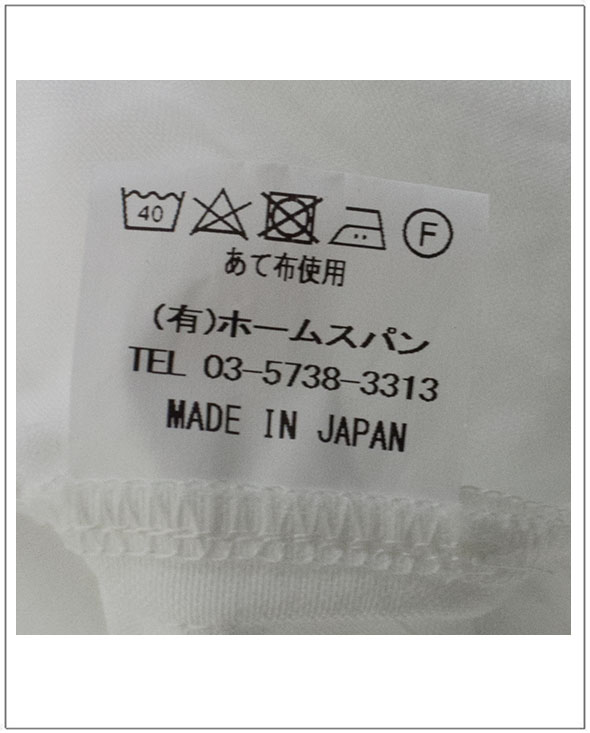 40 F
あて布使用
(有)ホームスパン
TEL 03-5738-3313
MADE IN JAPAN